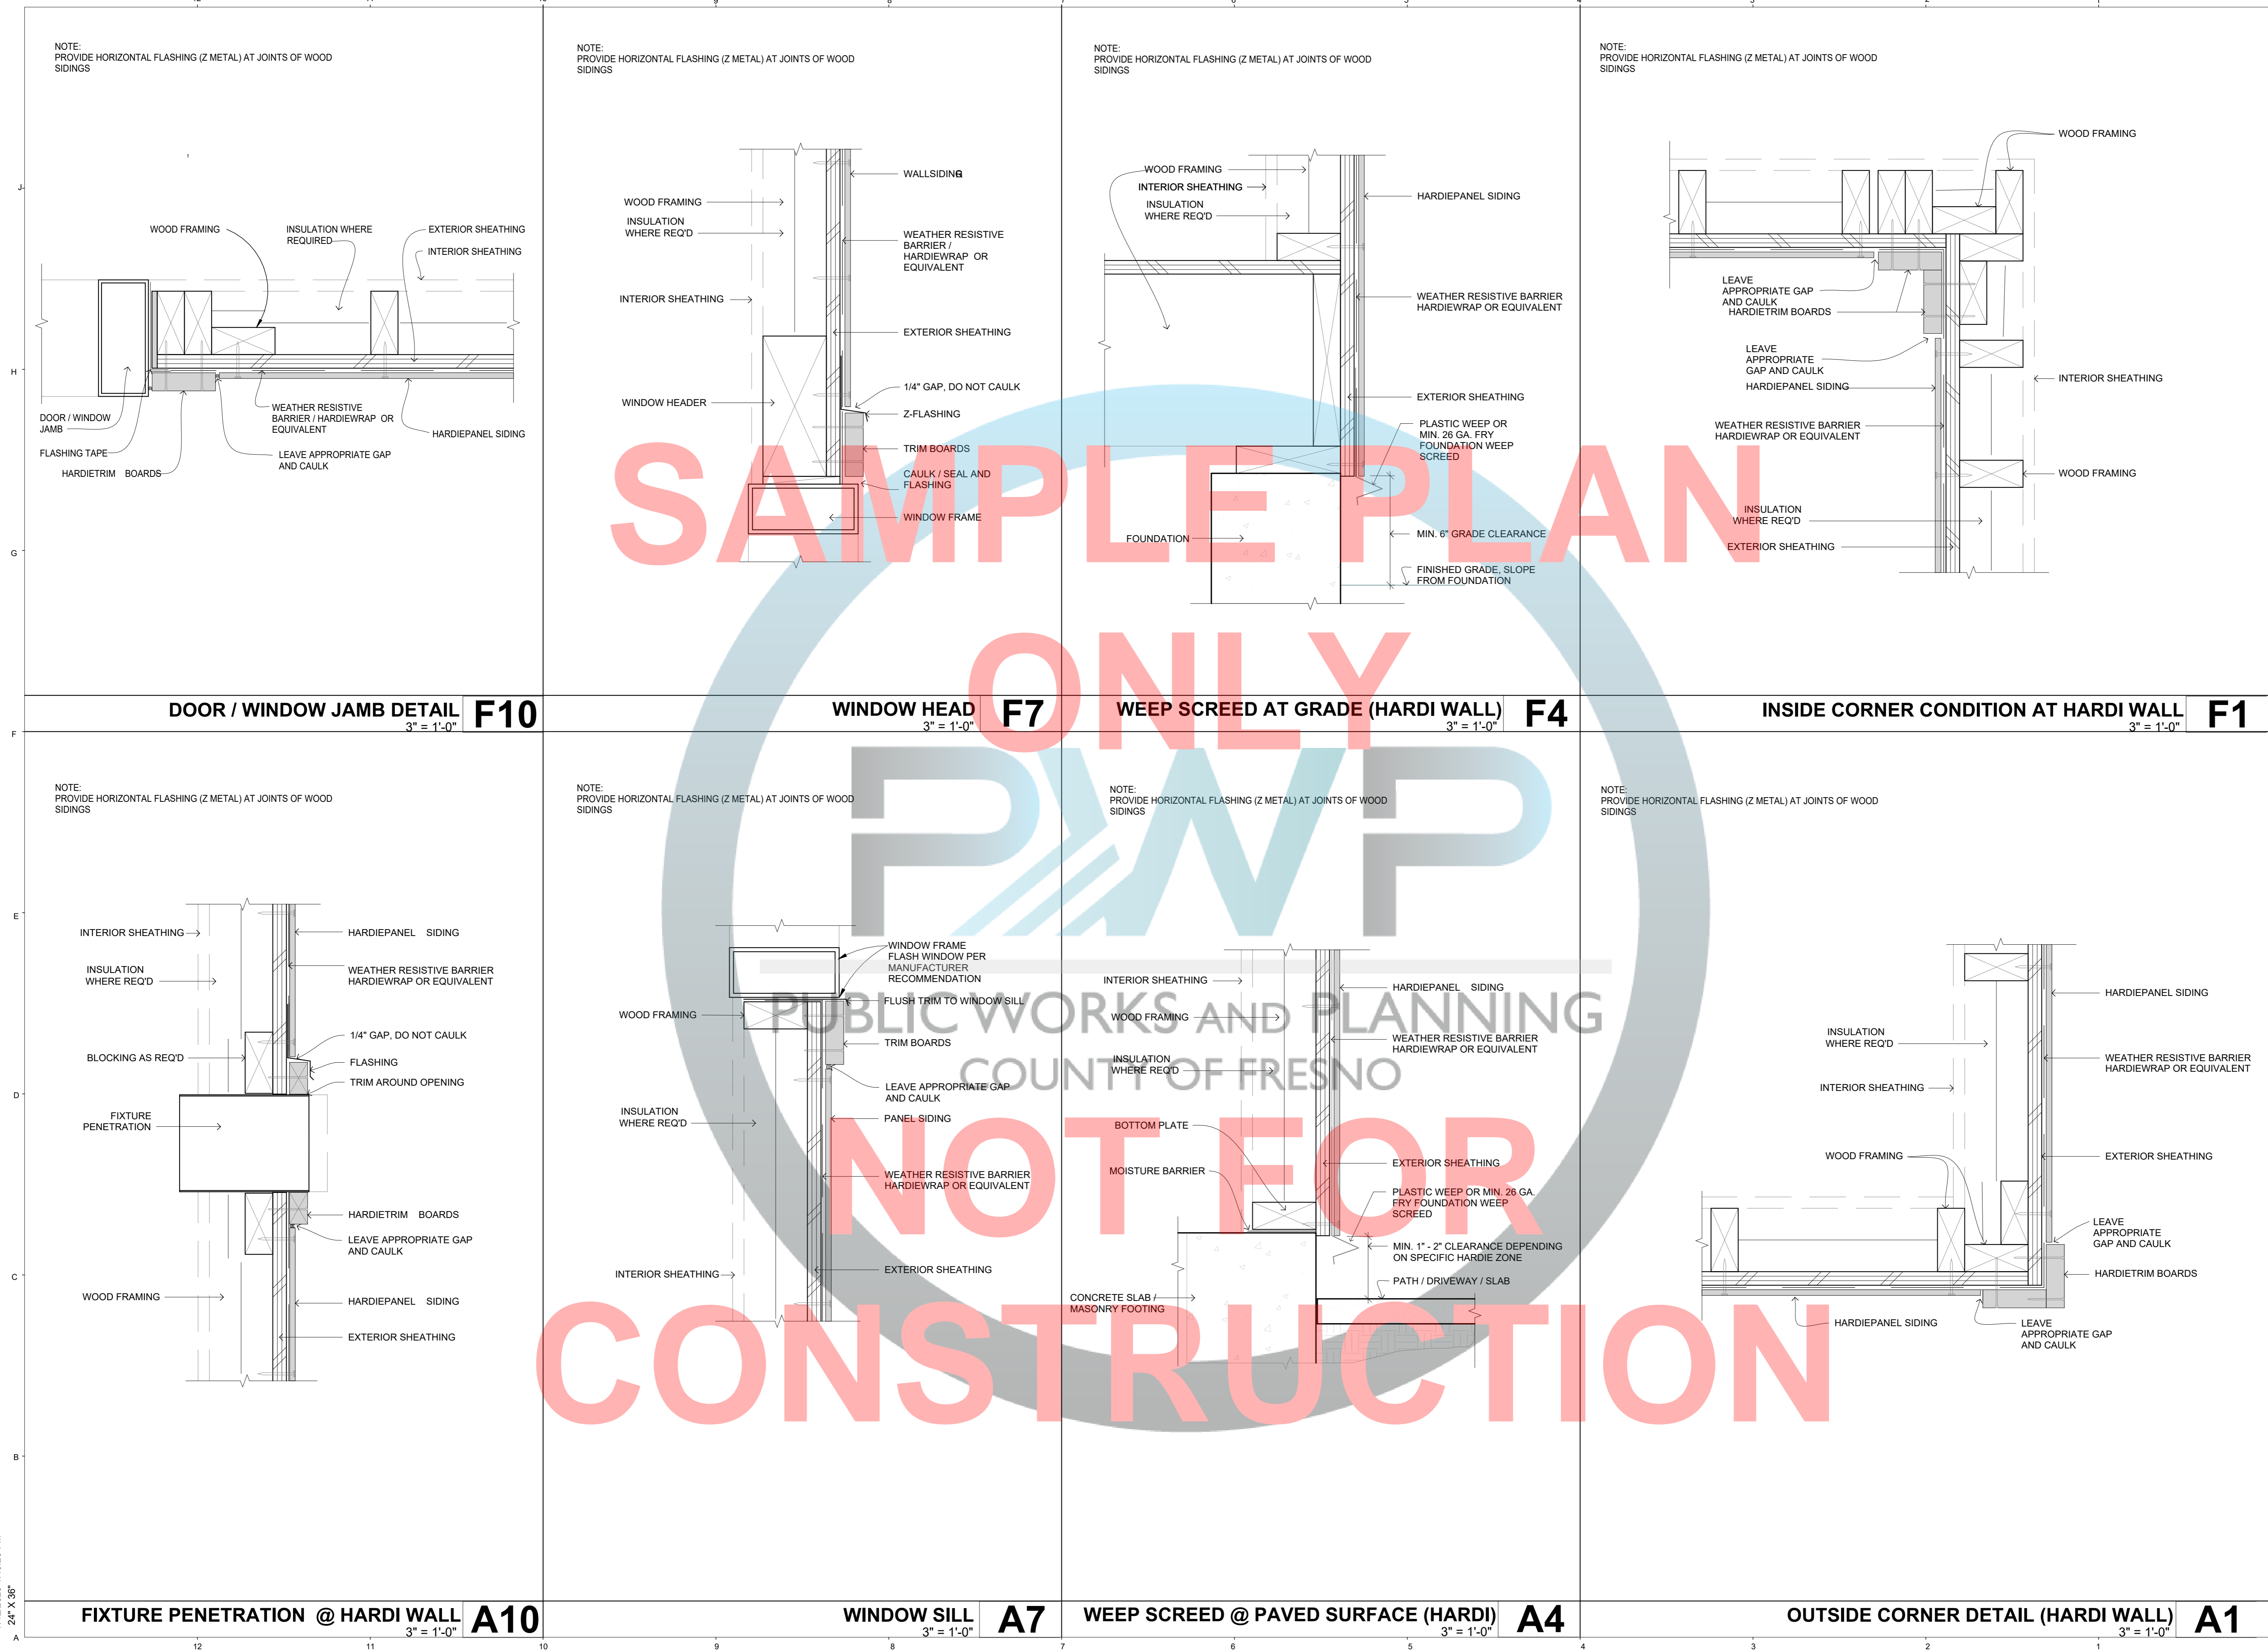 NOTE:
PROVIDE HORIZONTAL FLASHING (Z METAL) AT JOINTS OF WOOD
SIDINGS
WOOD FRAMING
INSULATION WHERE
REQUIRED
EXTERIOR SHEATHING
INTERIOR SHEATHING
DOOR / WINDOW
JAMB
FLASHING TAPE
HARDIETRIM BOARDS
WEATHER RESISTIVE
BARRIER / HARDIEWRAP OR
EQUIVALENT
LEAVE APPROPRIATE GAP
AND CAULK
HARDIEPANEL SIDING
DOOR / WINDOW JAMB DETAIL
3" = 1'-0"
F10
NOTE:
PROVIDE HORIZONTAL FLASHING (Z METAL) AT JOINTS OF WOOD
SIDINGS
WOOD FRAMING
INSULATION
WHERE REQ'D
INTERIOR SHEATHING
WINDOW HEADER
WALLSIDING
WEATHER RESISTIVE
BARRIER /
HARDIEWRAP OR
EQUIVALENT
EXTERIOR SHEATHING
1/4" GAP, DO NOT CAULK
Z-FLASHING
TRIM BOARDS
CAULK / SEAL AND
FLASHING
WINDOW FRAME
WINDOW HEAD
3" = 1'-0"
F7
NOTE:
PROVIDE HORIZONTAL FLASHING (Z METAL) AT JOINTS OF WOOD
SIDINGS
WOOD FRAMING
INTERIOR SHEATHING
INSULATION
WHERE REQ'D
FOUNDATION
HARDIEPANEL SIDING
WEATHER RESISTIVE BARRIER
HARDIEWRAP OR EQUIVALENT
EXTERIOR SHEATHING
PLASTIC WEEP OR
MIN. 26 GA. FRY
FOUNDATION WEEP
SCREED
MIN. 6" GRADE CLEARANCE
FINISHED GRADE, SLOPE
FROM FOUNDATION
WEEP SCREED AT GRADE (HARDI WALL)
3" = 1'-0"
F4
NOTE:
PROVIDE HORIZONTAL FLASHING (Z METAL) AT JOINTS OF WOOD
SIDINGS
WOOD FRAMING
LEAVE
APPROPRIATE GAP
AND CAULK
HARDIETRIM BOARDS
LEAVE
APPROPRIATE
GAP AND CAULK
HARDIEPANEL SIDING
WEATHER RESISTIVE BARRIER
HARDIEWRAP OR EQUIVALENT
INSULATION
WHERE REQ'D
EXTERIOR SHEATHING
INTERIOR SHEATHING
WOOD FRAMING
INSIDE CORNER CONDITION AT HARDI WALL
3" = 1'-0"
F1
NOTE:
PROVIDE HORIZONTAL FLASHING (Z METAL) AT JOINTS OF WOOD
SIDINGS
INTERIOR SHEATHING
INSULATION
WHERE REQ'D
BLOCKING AS REQ'D
FIXTURE
PENETRATION
WOOD FRAMING
HARDIEPANEL SIDING
WEATHER RESISTIVE BARRIER
HARDIEWRAP OR EQUIVALENT
1/4" GAP, DO NOT CAULK
FLASHING
TRIM AROUND OPENING
HARDIETRIM BOARDS
LEAVE APPROPRIATE GAP
AND CAULK
HARDIEPANEL SIDING
EXTERIOR SHEATHING
FIXTURE PENETRATION @ HARDI WALL
3" = 1'-0"
A10
NOTE:
PROVIDE HORIZONTAL FLASHING (Z METAL) AT JOINTS OF WOOD
SIDINGS
WOOD FRAMING
INSULATION
WHERE REQ'D
INTERIOR SHEATHING
WINDOW FRAME
FLASH WINDOW PER
MANUFACTURER
RECOMMENDATION
FLUSH TRIM TO WINDOW SILL
TRIM BOARDS
LEAVE APPROPRIATE GAP
AND CAULK
PANEL SIDING
WEATHER RESISTIVE BARRIER
HARDIEWRAP OR EQUIVALENT
EXTERIOR SHEATHING
WINDOW SILL
3" = 1'-0"
A7
NOTE:
PROVIDE HORIZONTAL FLASHING (Z METAL) AT JOINTS OF WOOD
SIDINGS
INTERIOR SHEATHING
WOOD FRAMING
INSULATION
WHERE REQ'D
BOTTOM PLATE
MOISTURE BARRIER
CONCRETE SLAB /
MASONRY FOOTING
HARDIEPANEL SIDING
WEATHER RESISTIVE BARRIER
HARDIEWRAP OR EQUIVALENT
EXTERIOR SHEATHING
PLASTIC WEEP OR MIN. 26 GA.
FRY FOUNDATION WEEP
SCREED
MIN. 1" - 2" CLEARANCE DEPENDING
ON SPECIFIC HARDIE ZONE
PATH / DRIVEWAY / SLAB
WEEP SCREED @ PAVED SURFACE (HARDI)
3" = 1'-0"
A4
NOTE:
PROVIDE HORIZONTAL FLASHING (Z METAL) AT JOINTS OF WOOD
SIDINGS
INSULATION
WHERE REQ'D
INTERIOR SHEATHING
WOOD FRAMING
HARDIEPANEL SIDING
WEATHER RESISTIVE BARRIER
HARDIEWRAP OR EQUIVALENT
EXTERIOR SHEATHING
LEAVE
APPROPRIATE
GAP AND CAULK
HARDIETRIM BOARDS
HARDIEPANEL SIDING
LEAVE
APPROPRIATE GAP
AND CAULK
OUTSIDE CORNER DETAIL (HARDI WALL)
3" = 1'-0"
A1
SAMPLE PLAN
ONLY
NOT FOR
CONSTRUCTION
PWP
PUBLIC WORKS AND PLANNING
COUNTY OF FRESNO
J
H
G
F
E
D
C
B
A
12 11 10 9 8 7 6 5 4 3 2 1
24" X 36"